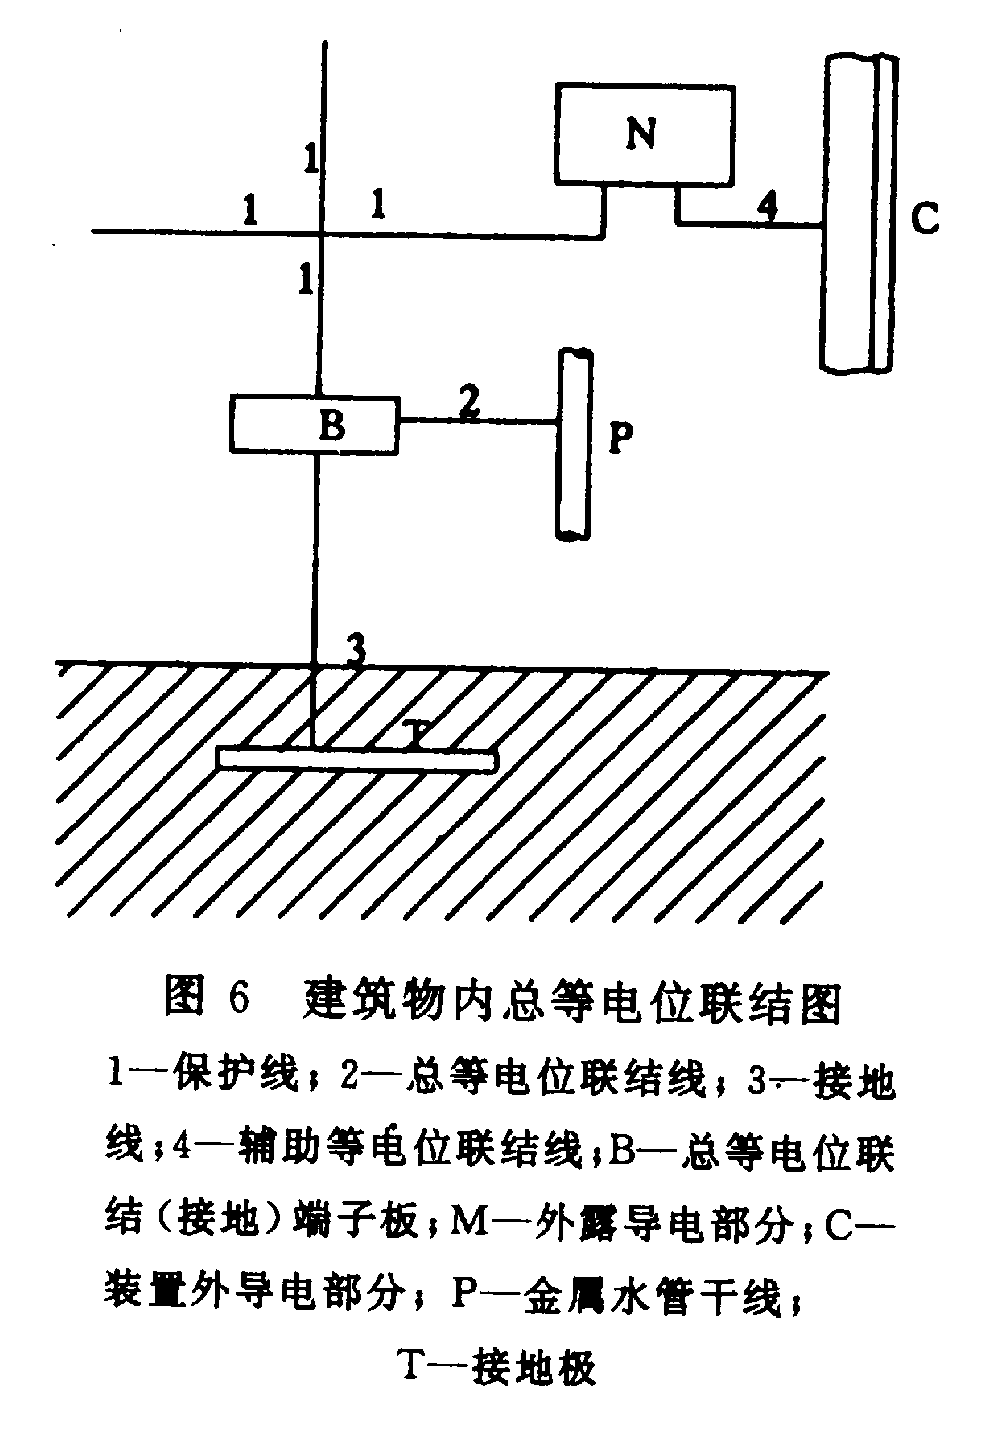 N
1
1
1
4
C
1
2
B
P
3
T
图 6 建筑物内总等电位联结图
1—保护线；2—总等电位联结线；3—接地
线；4—辅助等电位联结线；B—总等电位联
结（接地）端子板；M—外露导电部分；C—
装置外导电部分；P—金属水管干线；
T—接地极